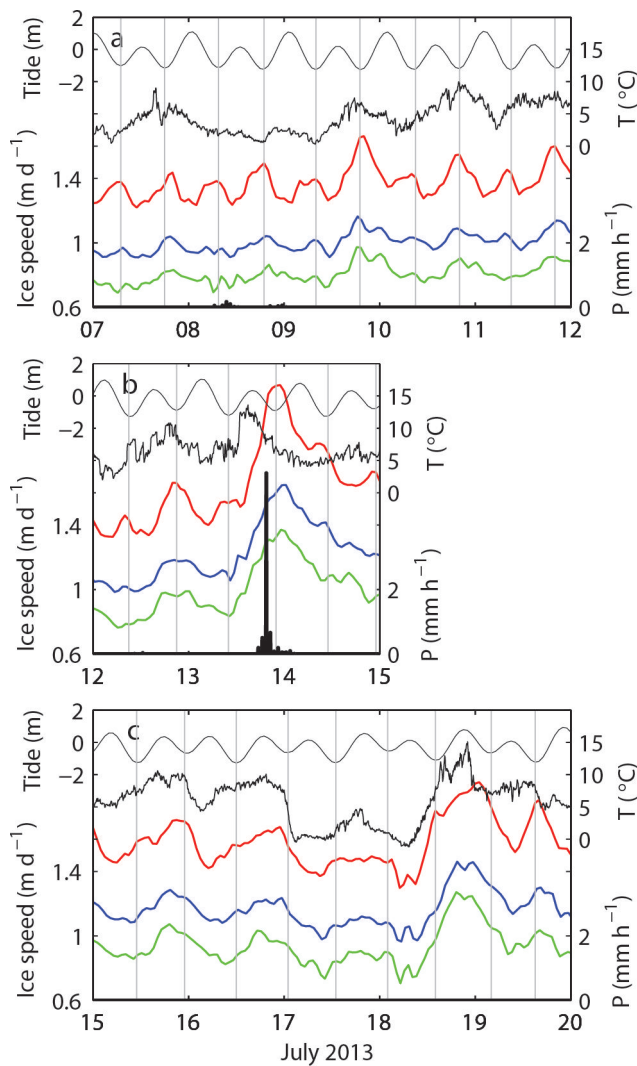 a
Tide (m)
2
0
−2
15
10
5
0
T (°C)
Ice speed (m d⁻¹)
1.4
1
0.6
2
0
P (mm h⁻¹)
07 08 09 10 11 12
b
Tide (m)
2
0
−2
15
10
5
0
T (°C)
Ice speed (m d⁻¹)
1.4
1
0.6
2
0
P (mm h⁻¹)
12 13 14 15
c
Tide (m)
2
0
−2
15
10
5
0
T (°C)
Ice speed (m d⁻¹)
1.4
1
0.6
2
0
P (mm h⁻¹)
15 16 17 18 19 20
July 2013